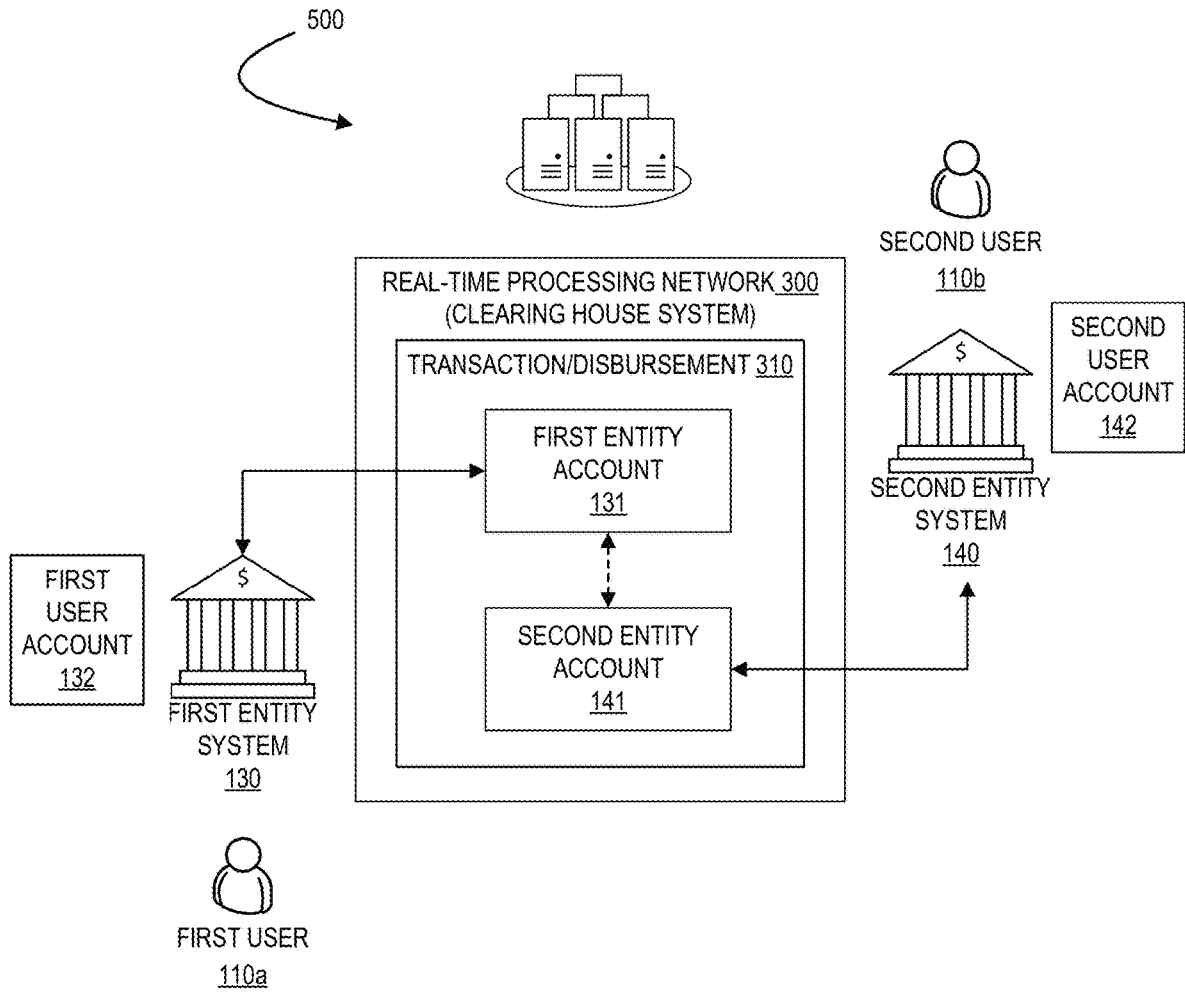 500
SECOND USER
110b
REAL-TIME PROCESSING NETWORK 300
(CLEARING HOUSE SYSTEM)
TRANSACTION/DISBURSEMENT 310
FIRST ENTITY
ACCOUNT
131
SECOND ENTITY
ACCOUNT
141
$
SECOND ENTITY
SYSTEM
140
SECOND
USER
ACCOUNT
142
FIRST
USER
ACCOUNT
132
$
FIRST ENTITY
SYSTEM
130
FIRST USER
110a